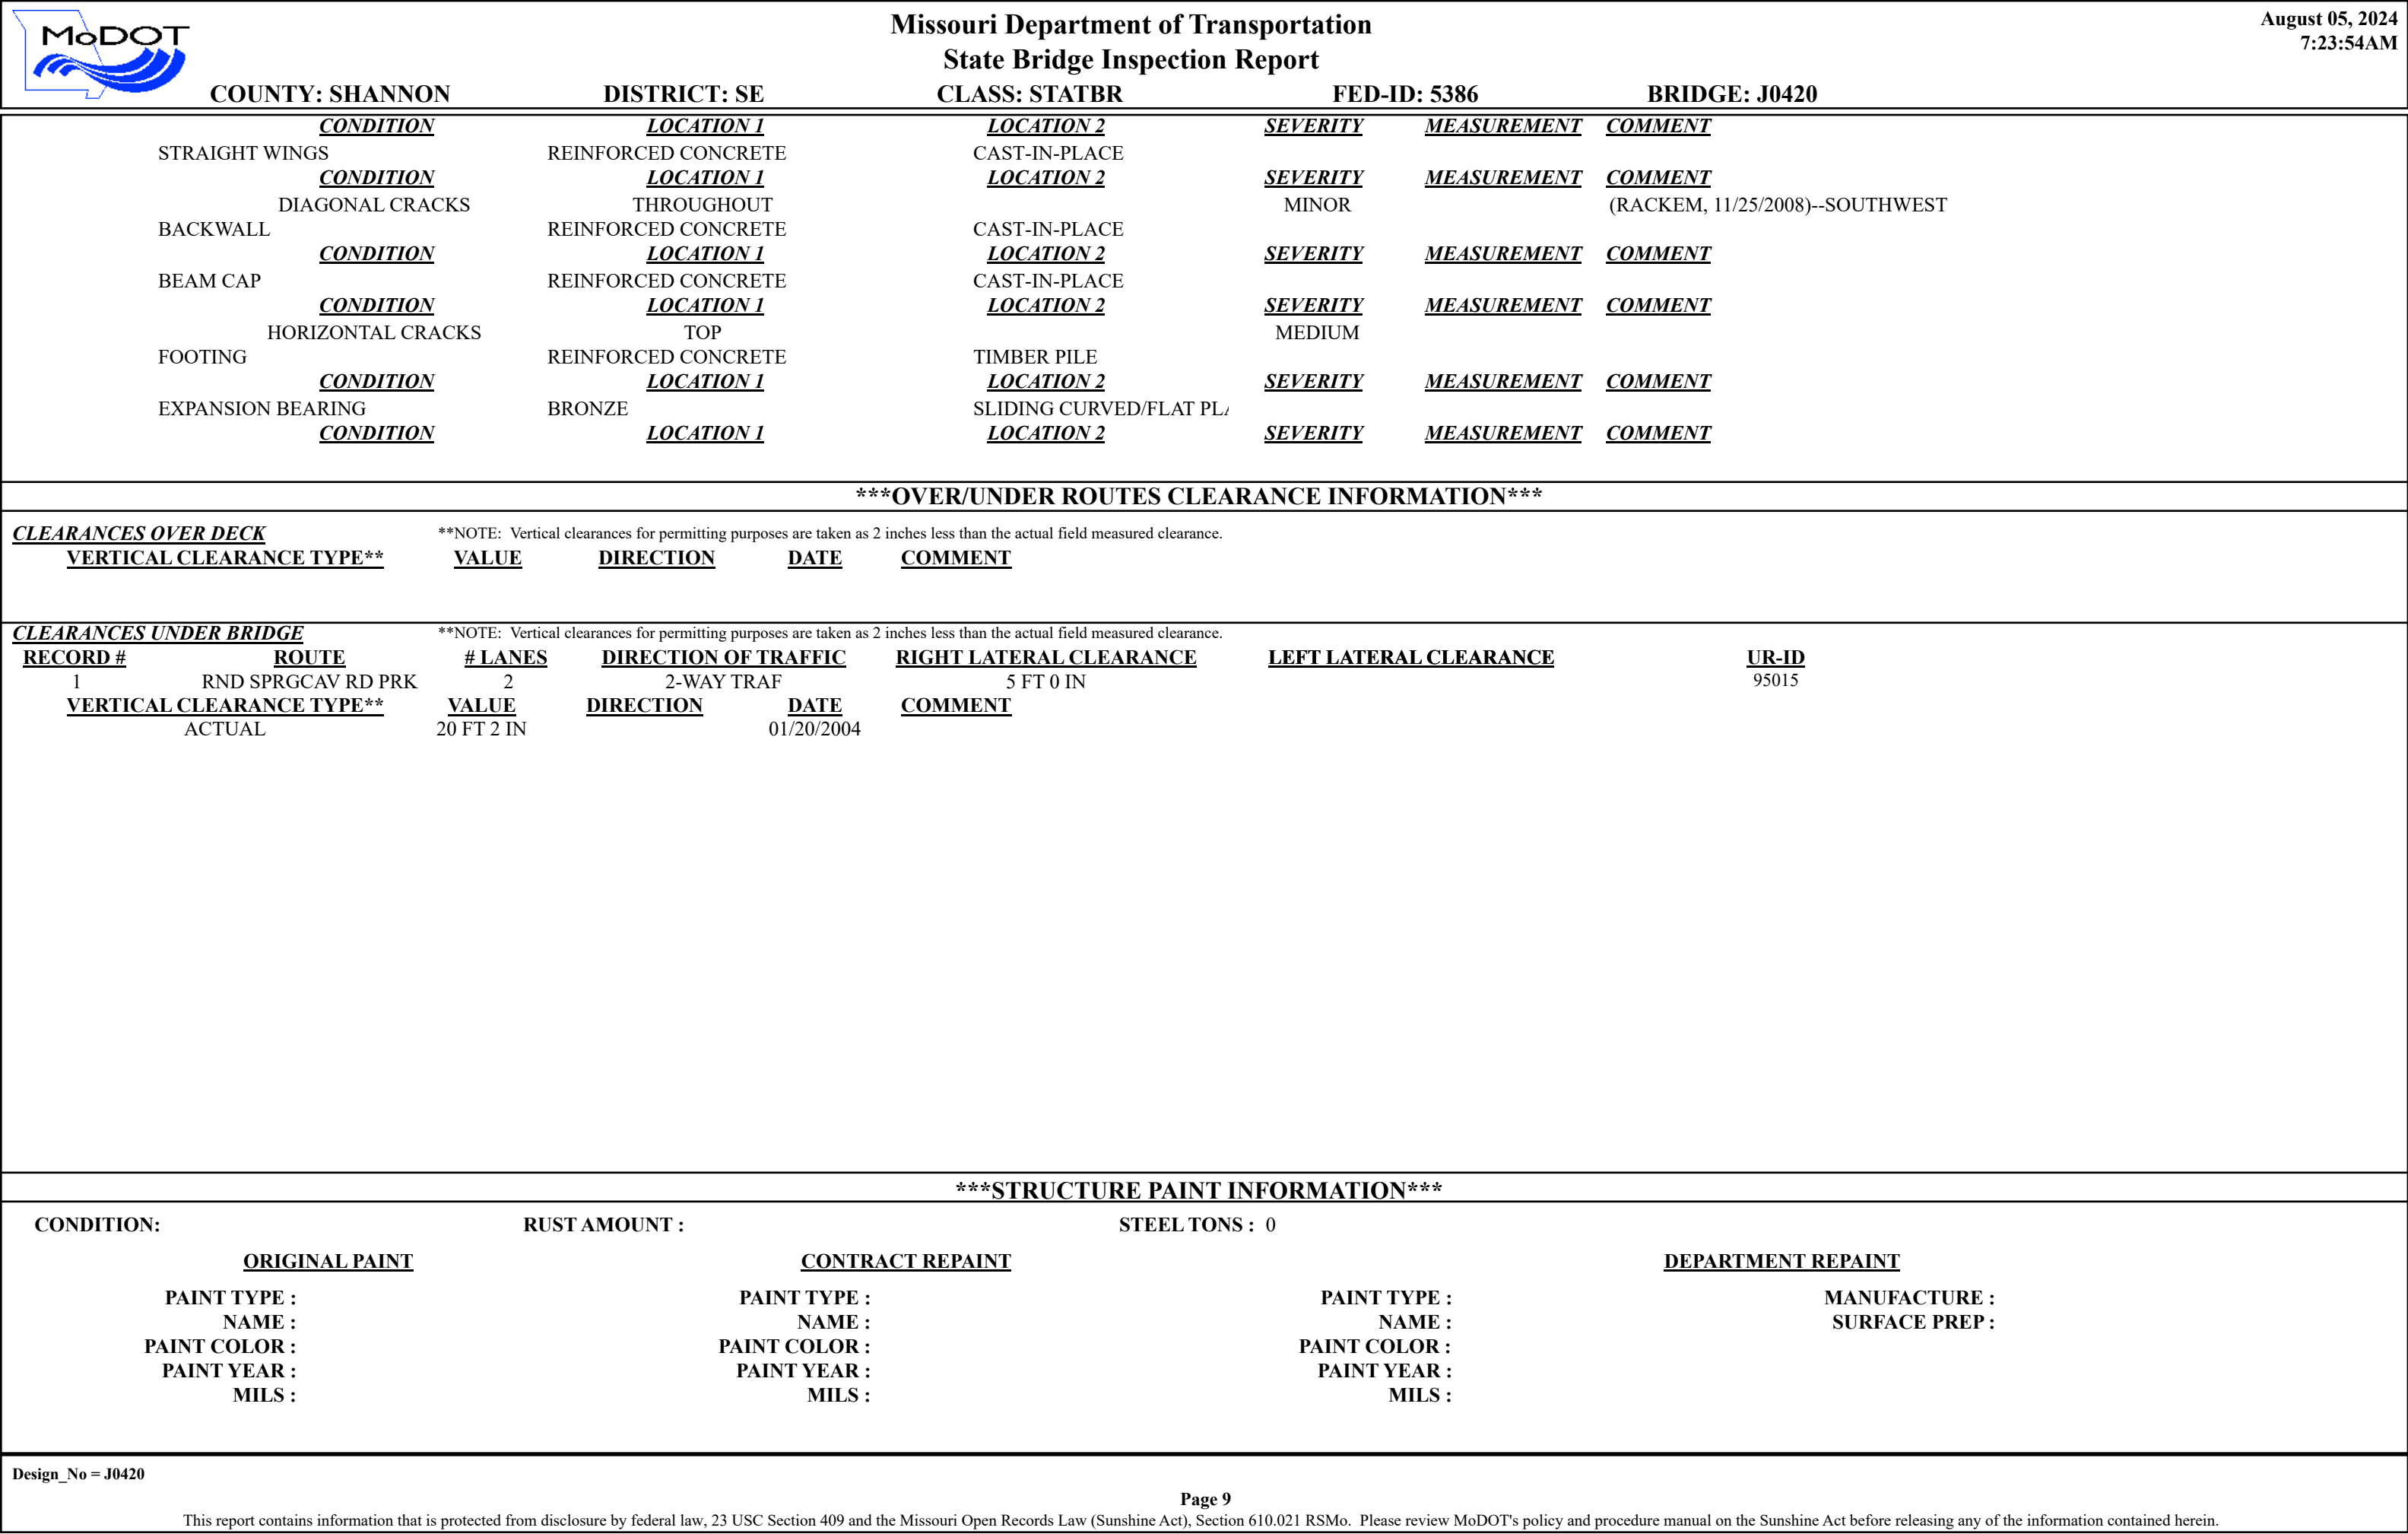 MoDOT
Missouri Department of Transportation
State Bridge Inspection Report
August 05, 2024
7:23:54AM
COUNTY: SHANNON DISTRICT: SE CLASS: STATBR FED-ID: 5386 BRIDGE: J0420
CONDITION LOCATION 1 LOCATION 2 SEVERITY MEASUREMENT COMMENT
STRAIGHT WINGS REINFORCED CONCRETE CAST-IN-PLACE
CONDITION LOCATION 1 LOCATION 2 SEVERITY MEASUREMENT COMMENT
DIAGONAL CRACKS THROUGHOUT MINOR (RACKEM, 11/25/2008)--SOUTHWEST
BACKWALL REINFORCED CONCRETE CAST-IN-PLACE
CONDITION LOCATION 1 LOCATION 2 SEVERITY MEASUREMENT COMMENT
BEAM CAP REINFORCED CONCRETE CAST-IN-PLACE
CONDITION LOCATION 1 LOCATION 2 SEVERITY MEASUREMENT COMMENT
HORIZONTAL CRACKS TOP MEDIUM
FOOTING REINFORCED CONCRETE TIMBER PILE
CONDITION LOCATION 1 LOCATION 2 SEVERITY MEASUREMENT COMMENT
EXPANSION BEARING BRONZE SLIDING CURVED/FLAT PL
CONDITION LOCATION 1 LOCATION 2 SEVERITY MEASUREMENT COMMENT
***OVER/UNDER ROUTES CLEARANCE INFORMATION***
CLEARANCES OVER DECK **NOTE: Vertical clearances for permitting purposes are taken as 2 inches less than the actual field measured clearance.
VERTICAL CLEARANCE TYPE** VALUE DIRECTION DATE COMMENT
CLEARANCES UNDER BRIDGE **NOTE: Vertical clearances for permitting purposes are taken as 2 inches less than the actual field measured clearance.
RECORD # ROUTE # LANES DIRECTION OF TRAFFIC RIGHT LATERAL CLEARANCE LEFT LATERAL CLEARANCE UR-ID
1 RND SPRGCAV RD PRK 2 2-WAY TRAF 5 FT 0 IN 95015
VERTICAL CLEARANCE TYPE** VALUE DIRECTION DATE COMMENT
ACTUAL 20 FT 2 IN 01/20/2004
***STRUCTURE PAINT INFORMATION***
CONDITION: RUST AMOUNT : STEEL TONS : 0
ORIGINAL PAINT CONTRACT REPAINT DEPARTMENT REPAINT
PAINT TYPE : PAINT TYPE : PAINT TYPE : MANUFACTURE :
NAME : NAME : NAME : SURFACE PREP :
PAINT COLOR : PAINT COLOR : PAINT COLOR :
PAINT YEAR : PAINT YEAR : PAINT YEAR :
MILS : MILS : MILS :
Design_No = J0420
Page 9
This report contains information that is protected from disclosure by federal law, 23 USC Section 409 and the Missouri Open Records Law (Sunshine Act), Section 610.021 RSMo. Please review MoDOT's policy and procedure manual on the Sunshine Act before releasing any of the information contained herein.